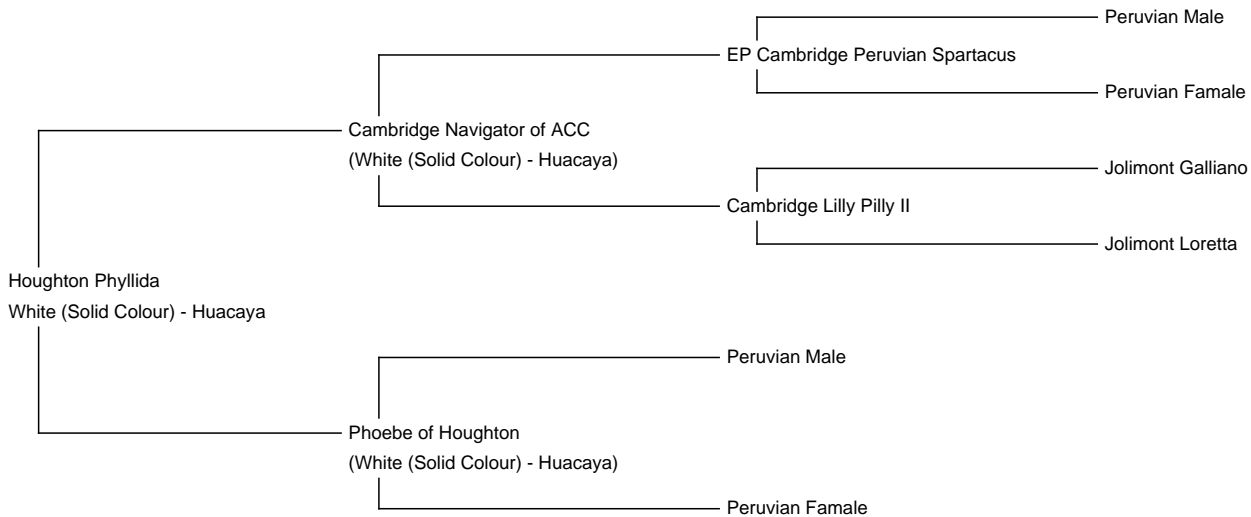 Peruvian Male
EP Cambridge Peruvian Spartacus
Peruvian Famale
Cambridge Navigator of ACC
(White (Solid Colour) - Huacaya)
Jolimont Galliano
Cambridge Lilly Pilly II
Jolimont Loretta
Houghton Phyllida
White (Solid Colour) - Huacaya
Peruvian Male
Phoebe of Houghton
(White (Solid Colour) - Huacaya)
Peruvian Famale